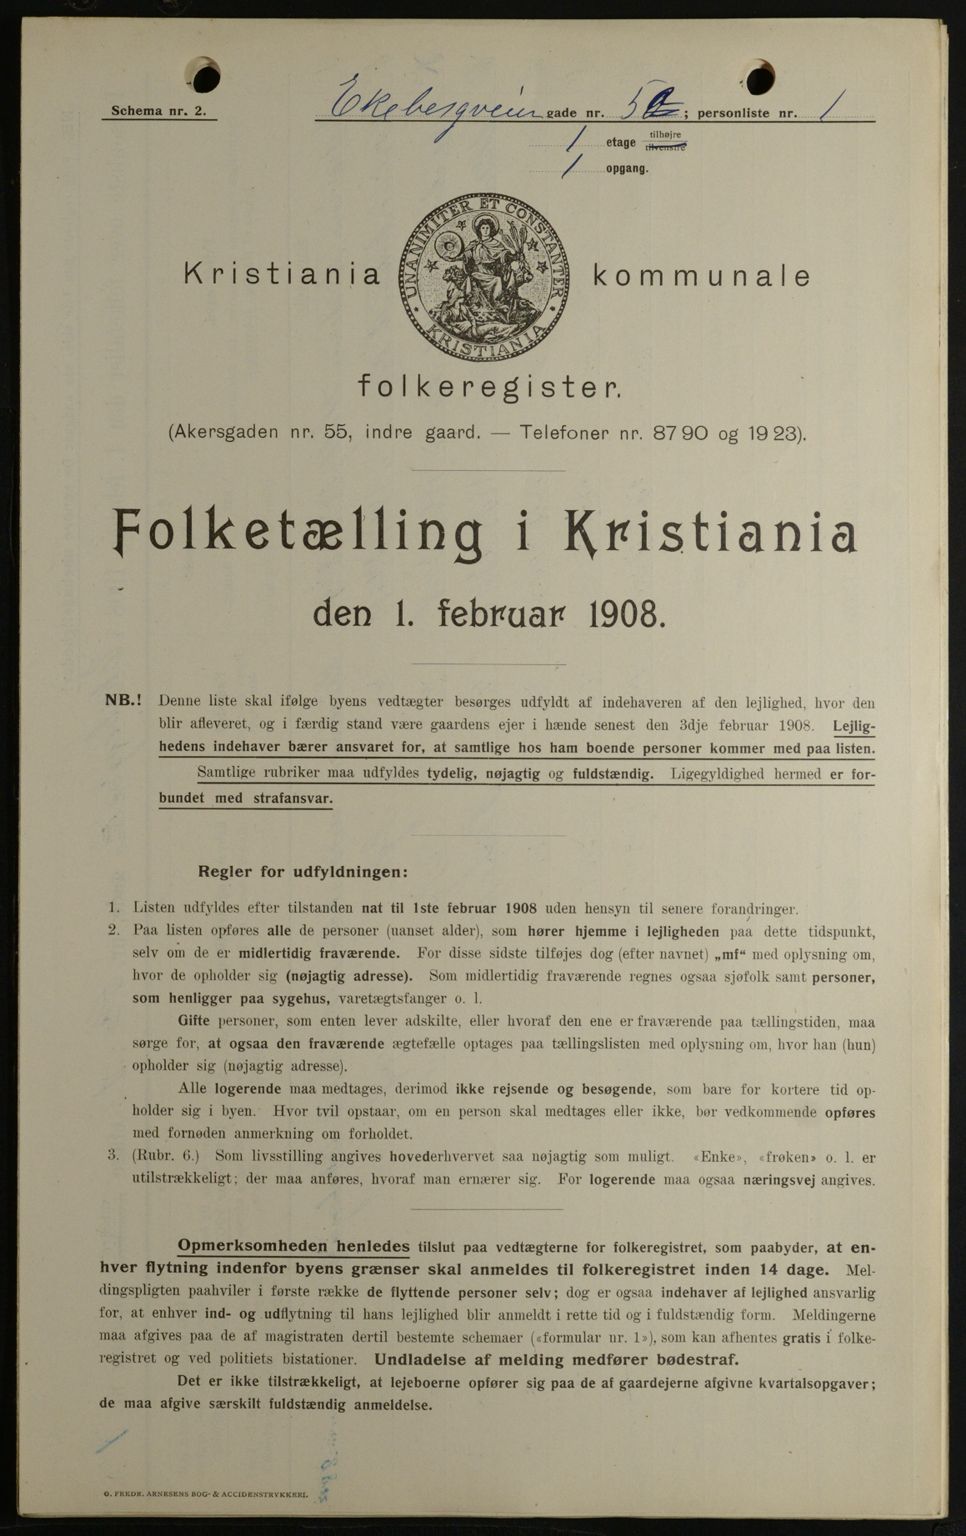 Schema nr. 2.
Ekebergveien gade nr. 5 ; personliste nr. 1
1 etage tilhøjre tilvenstre
1 opgang.
UNANIMITER ET CONSTANTER
KRISTIANIA
Kristiania kommunale
folkeregister.
(Akersgaden nr. 55, indre gaard. — Telefoner nr. 87 90 og 19 23).
Folketælling i Kristiania
den 1. februar 1908.
NB.! Denne liste skal ifølge byens vedtægter besørges udfyldt af indehaveren af den lejlighed, hvor den
blir afleveret, og i færdig stand være gaardens ejer i hænde senest den 3dje februar 1908. Lejlig-
hedens indehaver bærer ansvaret for, at samtlige hos ham boende personer kommer med paa listen.
Samtlige rubriker maa udfyldes tydelig, nøjagtig og fuldstændig. Ligegyldighed hermed er for-
bundet med strafansvar.
Regler for udfyldningen:
1. Listen udfyldes efter tilstanden nat til 1ste februar 1908 uden hensyn til senere forandringer.
2. Paa listen opføres alle de personer (uanset alder), som hører hjemme i lejligheden paa dette tidspunkt,
selv om de er midlertidig fraværende. For disse sidste tilføjes dog (efter navnet) „mf“ med oplysning om,
hvor de opholder sig (nøjagtig adresse). Som midlertidig fraværende regnes ogsaa sjøfolk samt personer,
som henligger paa sygehus, varetægtsfanger o. l.
Gifte personer, som enten lever adskilte, eller hvoraf den ene er fraværende paa tællingstiden, maa
sørge for, at ogsaa den fraværende ægtefælle optages paa tællingslisten med oplysning om, hvor han (hun)
opholder sig (nøjagtig adresse).
Alle logerende maa medtages, derimod ikke rejsende og besøgende, som bare for kortere tid op-
holder sig i byen. Hvor tvil opstaar, om en person skal medtages eller ikke, bør vedkommende opføres
med fornøden anmerkning om forholdet.
3. (Rubr. 6.) Som livsstilling angives hovederhvervet saa nøjagtig som muligt. «Enke», «frøken» o. l. er
utilstrækkeligt; der maa anføres, hvoraf man ernærer sig. For logerende maa ogsaa næringsvej angives.
Opmerksomheden henledes tilslut paa vedtægterne for folkeregistret, som paabyder, at en-
hver flytning indenfor byens grænser skal anmeldes til folkeregistret inden 14 dage. Mel-
dingspligten paahviler i første række de flyttende personer selv; dog er ogsaa indehaver af lejlighed ansvarlig
for, at enhver ind- og udflytning til hans lejlighed blir anmeldt i rette tid og i fuldstændig form. Meldingerne
maa afgives paa de af magistraten dertil bestemte schemaer («formular nr. 1»), som kan afhentes gratis i folke-
registret og ved politiets bistationer. Undladelse af melding medfører bødestraf.
Det er ikke tilstrækkeligt, at lejeboerne opfører sig paa de af gaardejerne afgivne kvartalsopgaver;
de maa afgive særskilt fuldstændig anmeldelse.
O. FREDR. ARNESENS BOG- & ACCIDENSTRYKKERI.